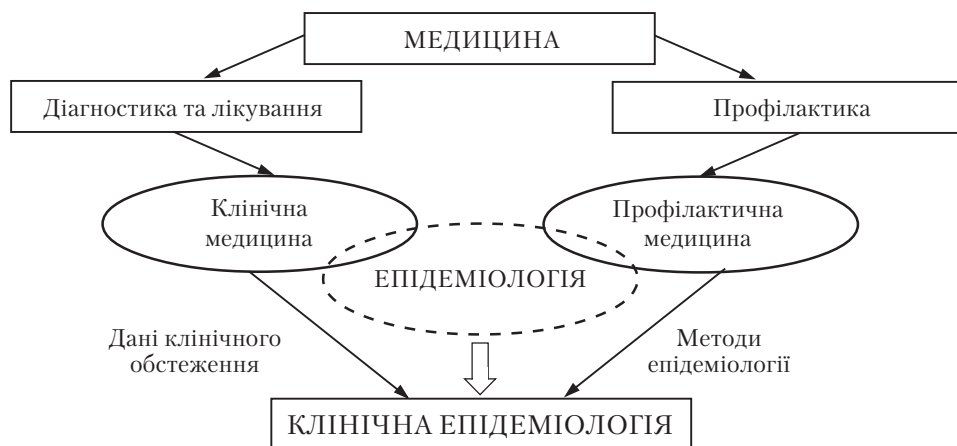 МЕДИЦИНА
Діагностика та лікування
Профілактика
Клінічна
медицина
Профілактична
медицина
ЕПІДЕМІОЛОГІЯ
Дані клінічного
обстеження
Методи
епідеміології
КЛІНІЧНА ЕПІДЕМІОЛОГІЯ